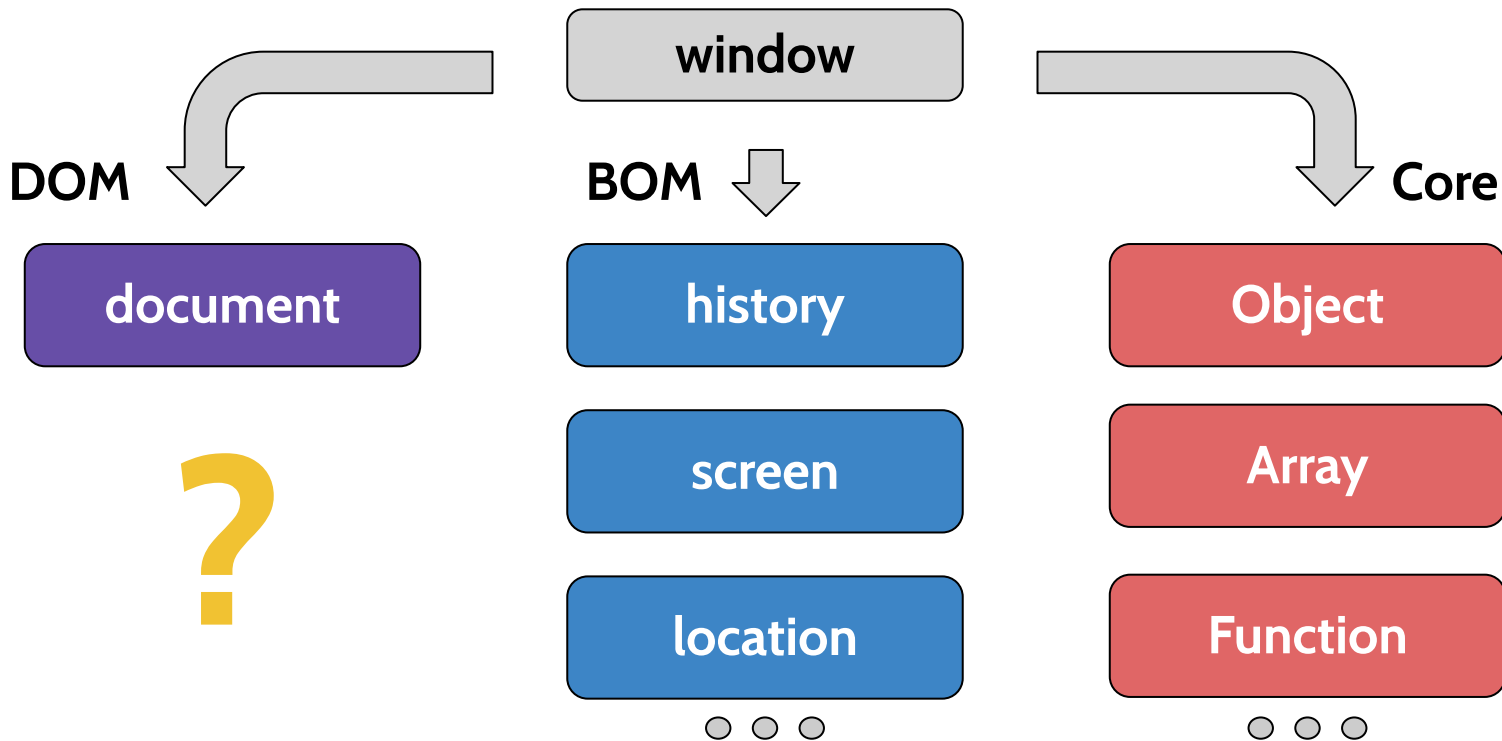 window
DOM
BOM
Core
document
history
Object
?
screen
Array
location
Function